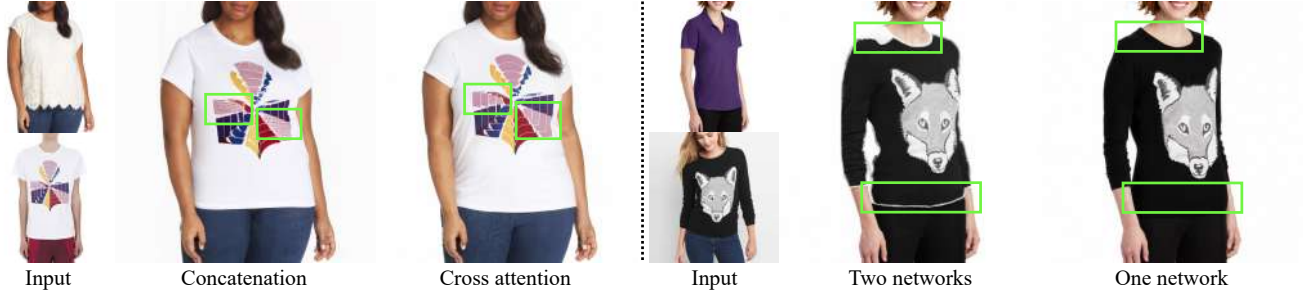 Input
Concatenation
Cross attention
Input
Two networks
One network